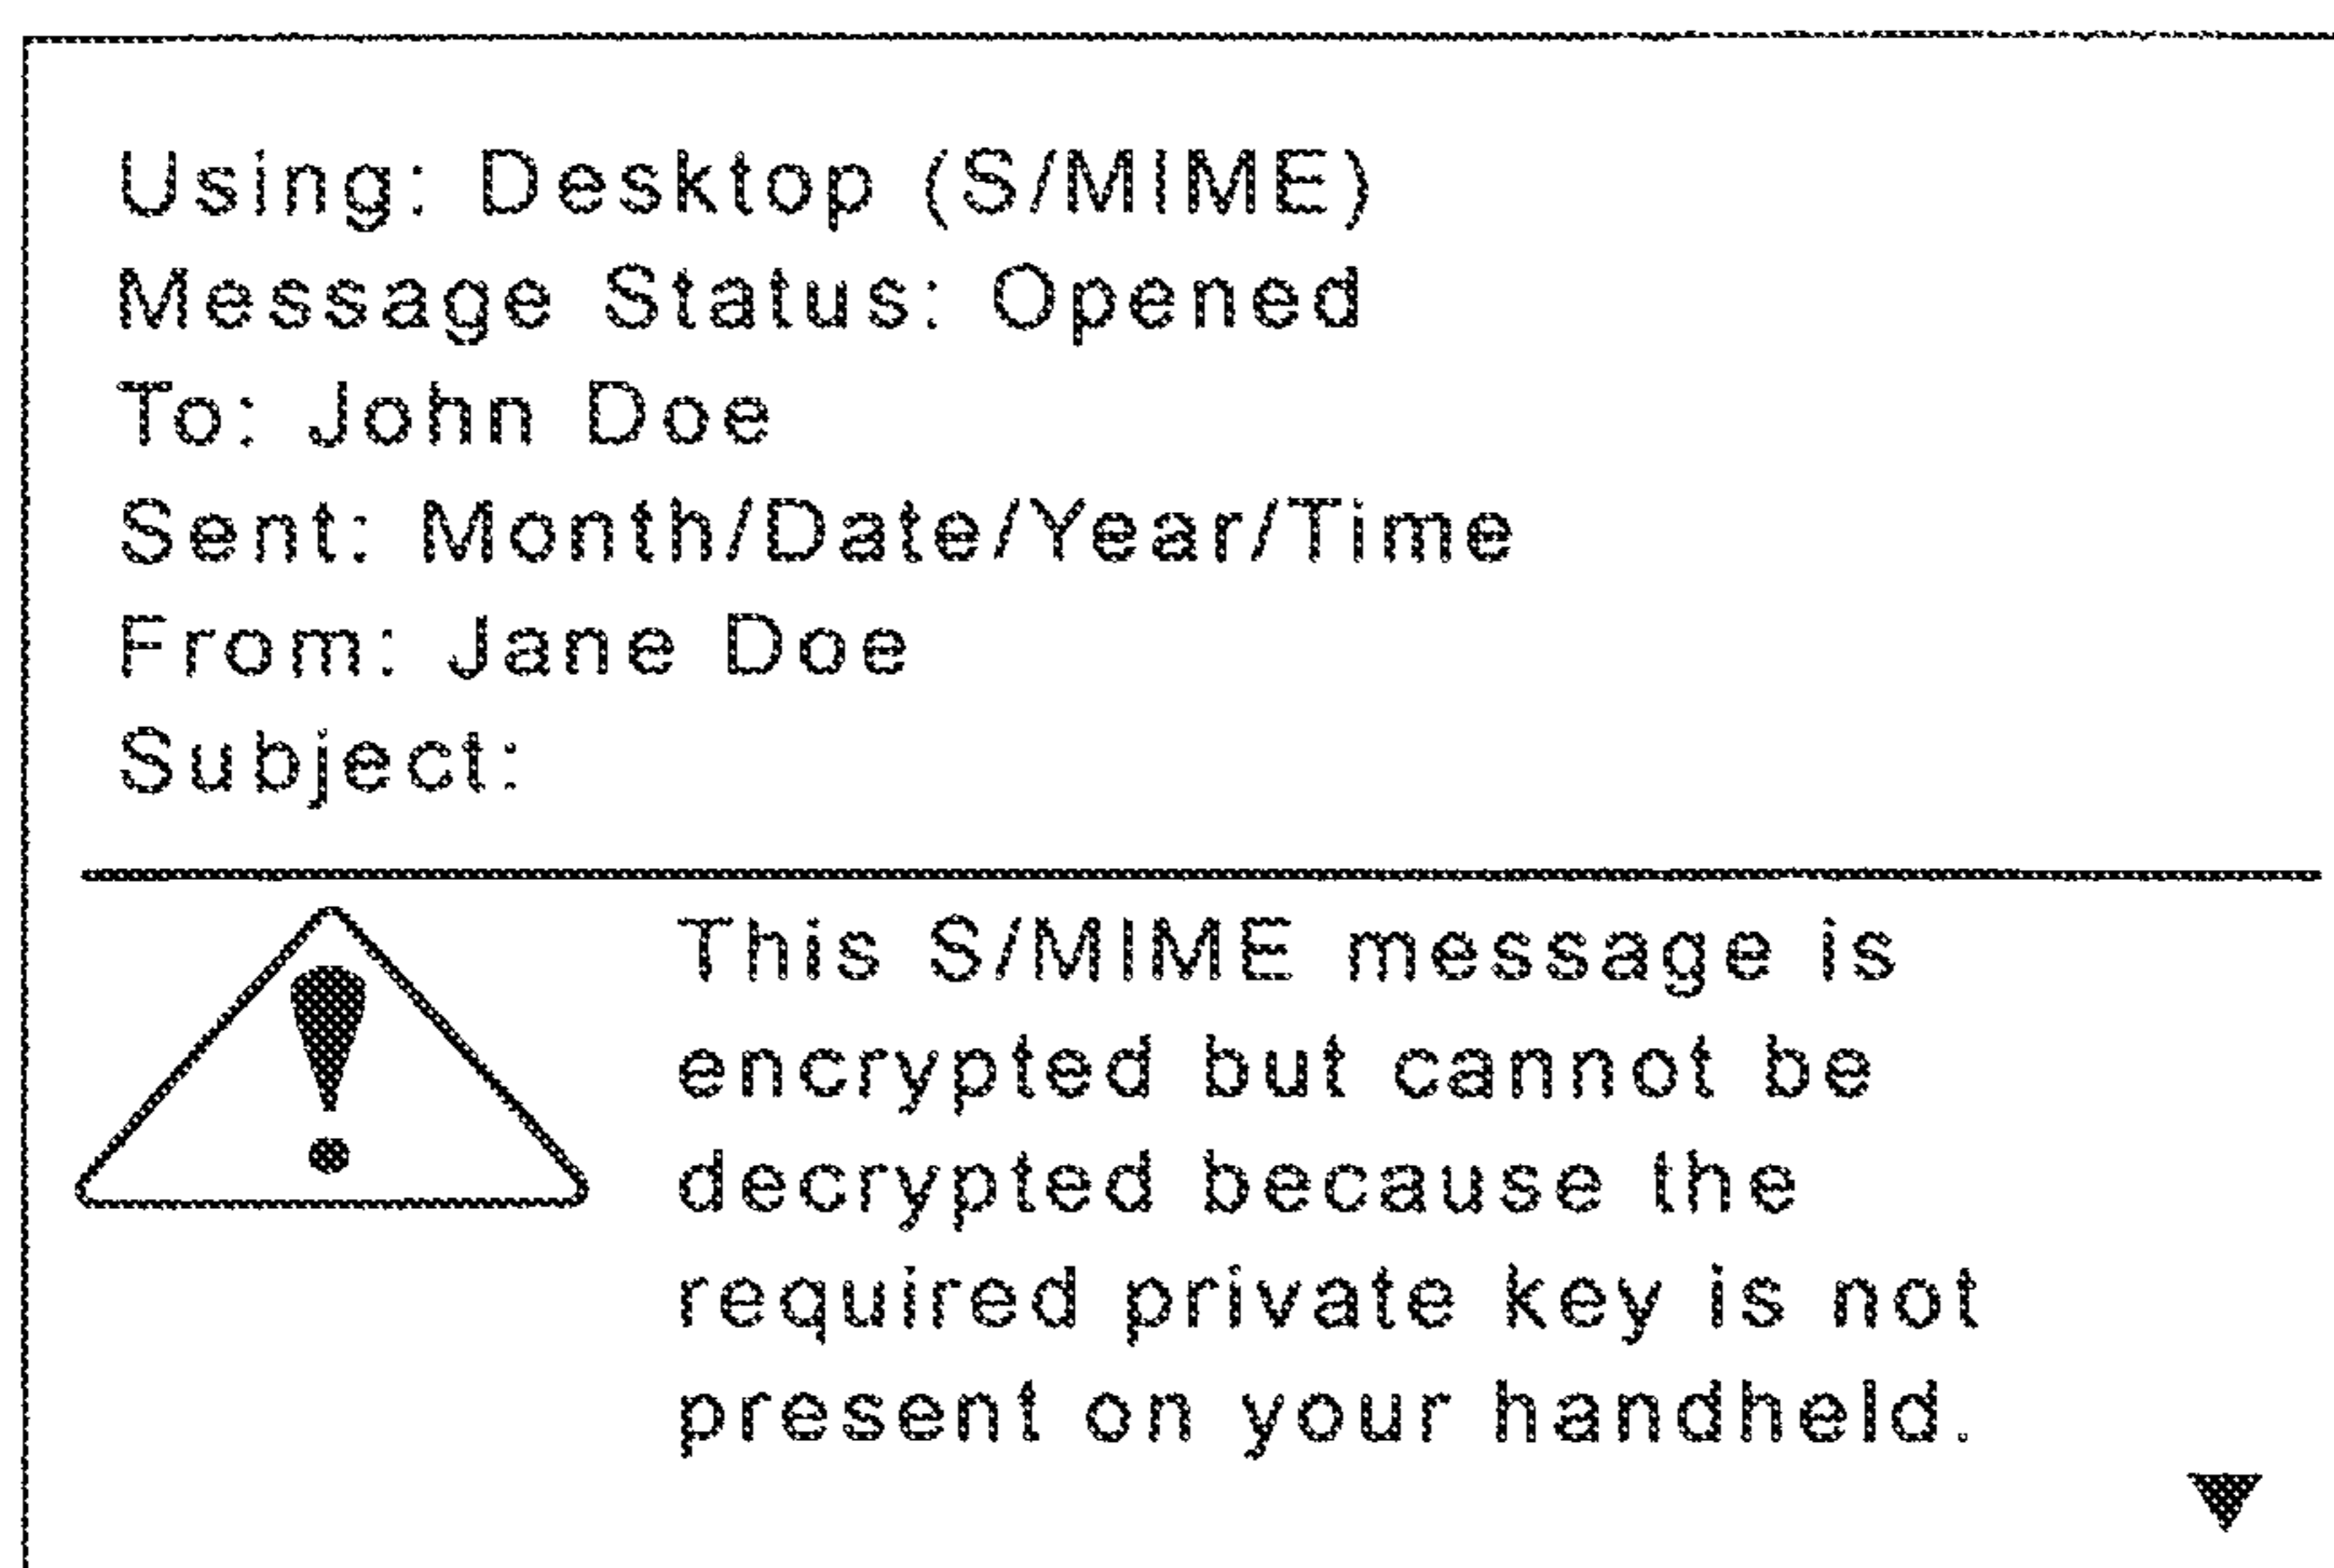 Using: Desktop (S/MIME)
Message Status: Opened
To: John Doe
Sent: Month/Date/Year/Time
From: Jane Doe
Subject:
This S/MIME message is
encrypted but cannot be
decrypted because the
required private key is not
present on your handheld.